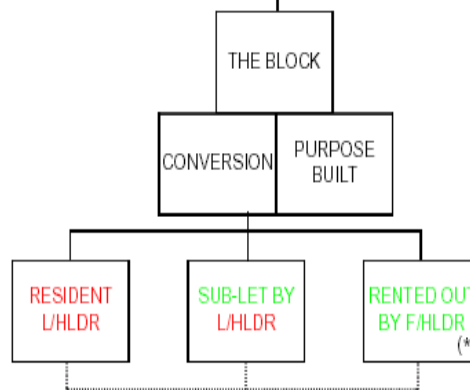 THE BLOCK
CONVERSION
PURPOSE
BUILT
RESIDENT
L/HLDR
SUB-LET BY
L/HLDR
RENTED OUT
BY F/HLDR
(*